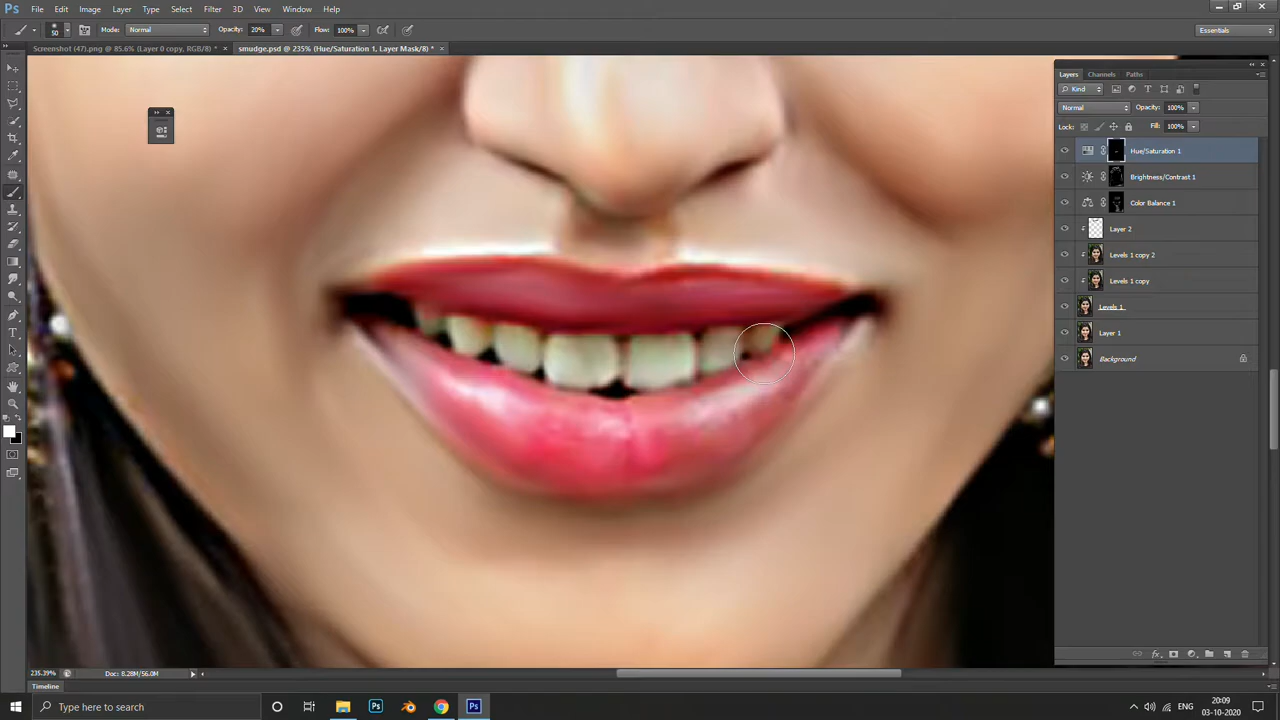 Ps File Edit Image Layer Type Select Filter 3D View Window Help
50 Mode: Normal Opacity: 20% Flow: 100% Essentials
Screenshot (47).png @ 85.6% (Layer 0 copy, RGB/8) * × smudge.psd @ 235% (Hue/Saturation 1, Layer Mask/8) * ×
Layers Channels Paths
Kind
Normal Opacity: 100%
Lock: Fill: 100%
Hue/Saturation 1
Brightness/Contrast 1
Color Balance 1
Layer 2
Levels 1 copy 2
Levels 1 copy
Levels 1
Layer 1
Background
235.39% Doc: 8.28M/56.0M
Timeline
Type here to search Ps Ps ENG 20:09
03-10-2020